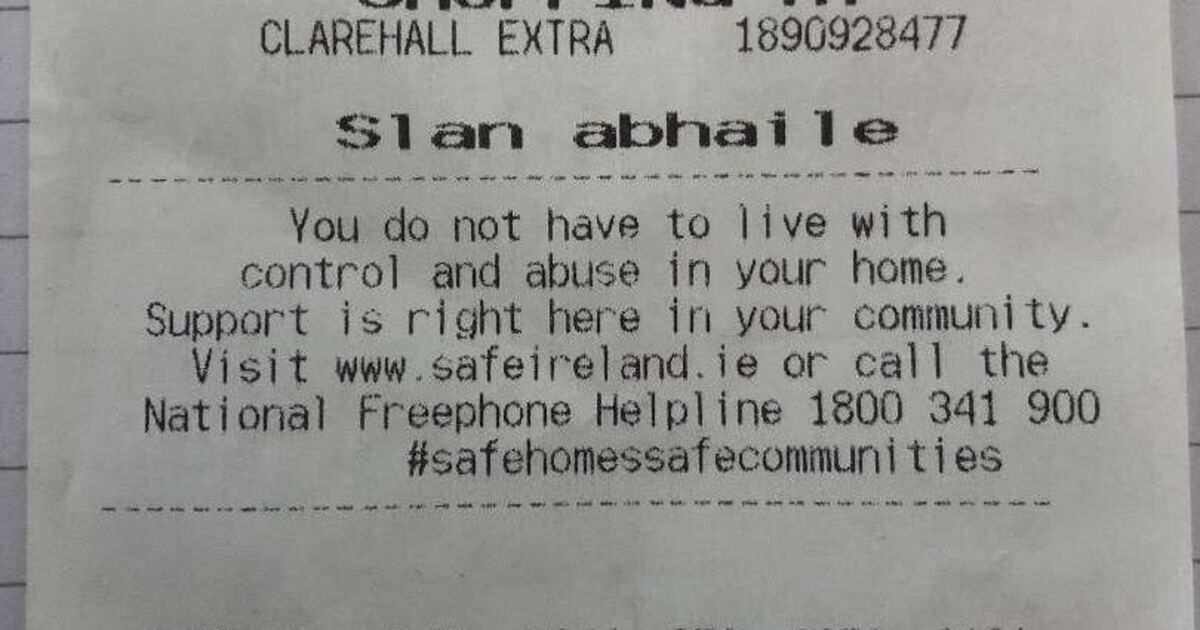 CLAREHALL EXTRA 1890928477
Slan abhaile
You do not have to live with
control and abuse in your home.
Support is right here in your community.
Visit www.safeireland.ie or call the
National Freephone Helpline 1800 341 900
#safehomessafecommunities